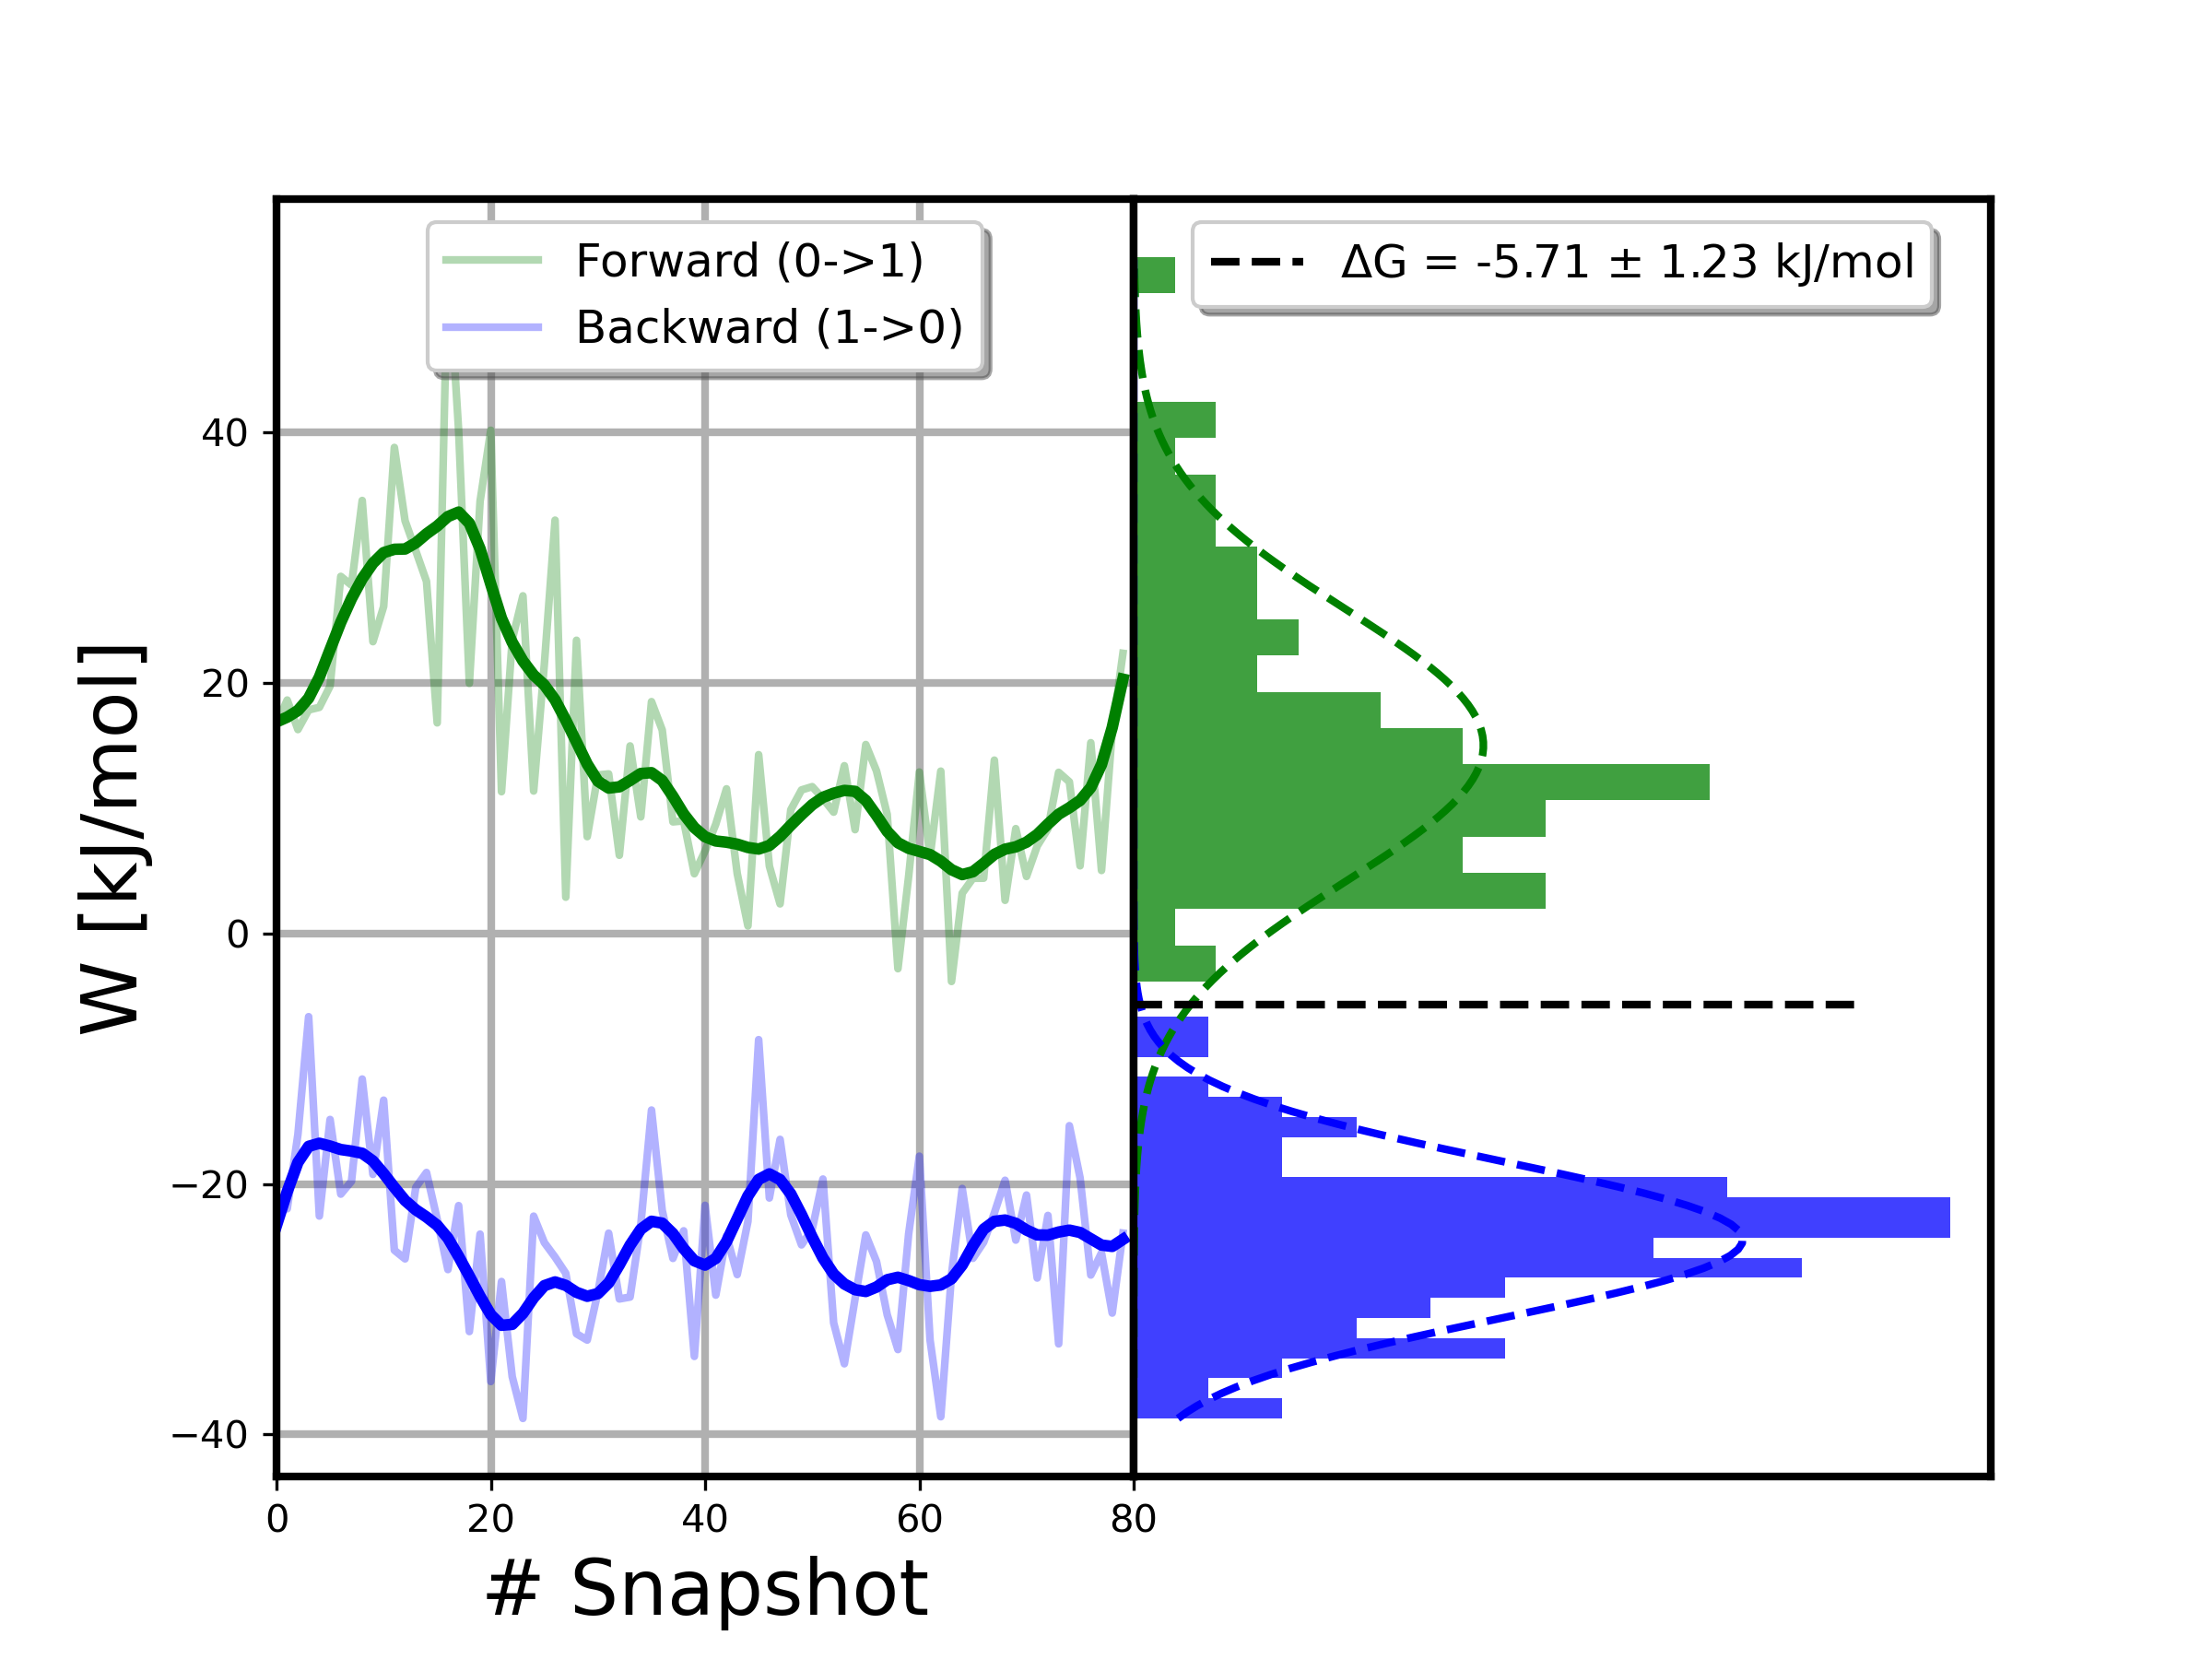 Forward (0->1)
Backward (1->0)
ΔG = -5.71 ± 1.23 kJ/mol
40
20
0
−20
−40
W [kJ/mol]
0 20 40 60 80
# Snapshot